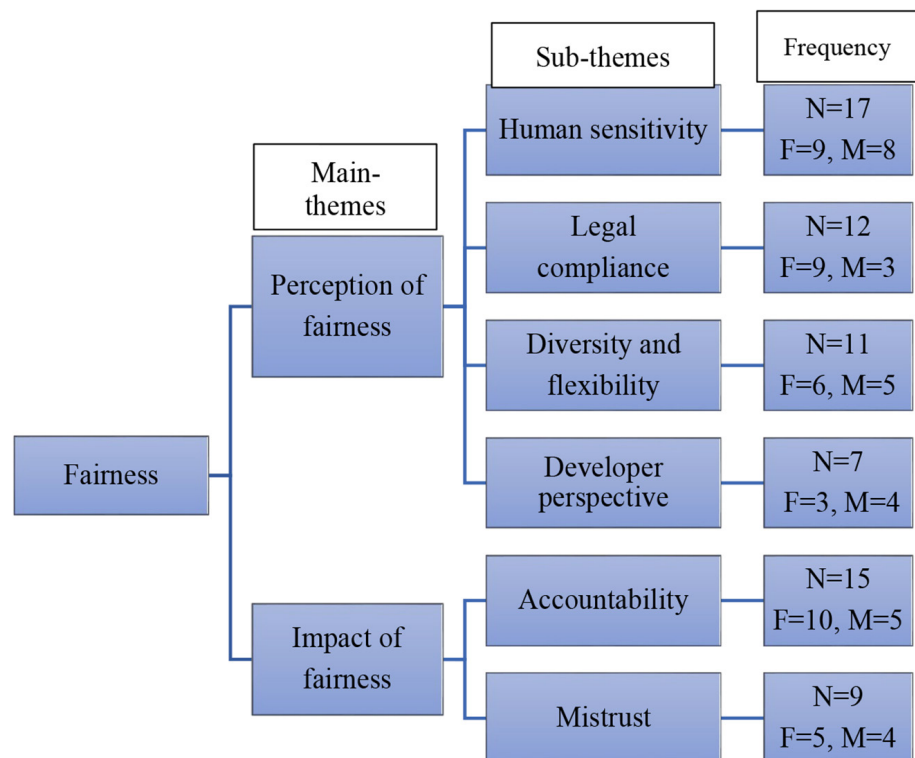 Sub-themes
Frequency
Main-
themes
Human sensitivity
N=17
F=9, M=8
Legal
compliance
N=12
F=9, M=3
Perception of
fairness
Diversity and
flexibility
N=11
F=6, M=5
Developer
perspective
N=7
F=3, M=4
Fairness
Accountability
N=15
F=10, M=5
Impact of
fairness
Mistrust
N=9
F=5, M=4